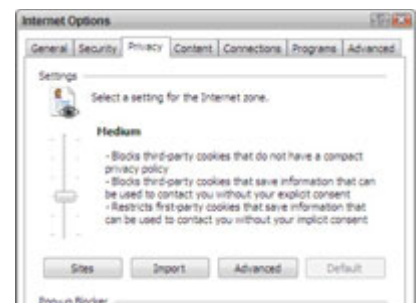 Internet Options
General Security Privacy Content Connections Programs Advanced
Settings
Select a setting for the Internet zone.
Medium
- Blocks third-party cookies that do not have a compact
privacy policy
- Blocks third-party cookies that save information that can
be used to contact you without your explicit consent
- Restricts first-party cookies that save information that
can be used to contact you without your implicit consent
Sites Import Advanced Default
Pop-up Blocker